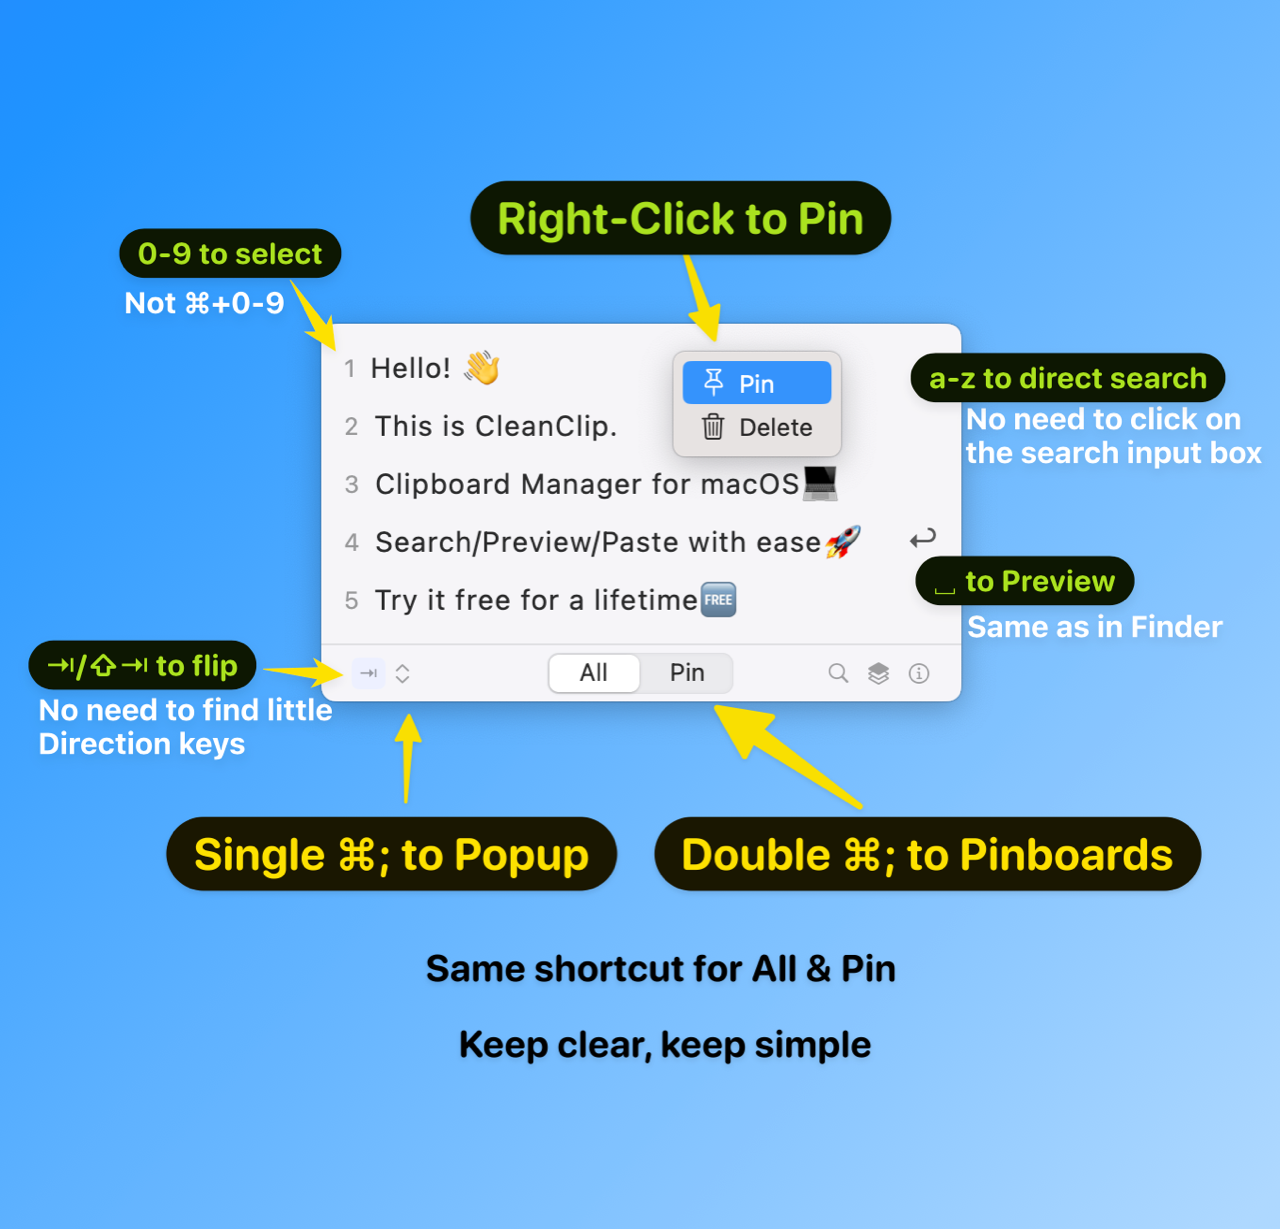 Right-Click to Pin
0-9 to select
Not ⌘+0-9
1 Hello! 👋
Pin
Delete
a-z to direct search
No need to click on
the search input box
2 This is CleanClip.
3 Clipboard Manager for macOS💻
4 Search/Preview/Paste with ease🚀
⎵ to Preview
Same as in Finder
5 Try it free for a lifetime🆓
⇥/⇧⇥ to flip
No need to find little
Direction keys
All
Pin
Single ⌘; to Popup
Double ⌘; to Pinboards
Same shortcut for All & Pin
Keep clear, keep simple